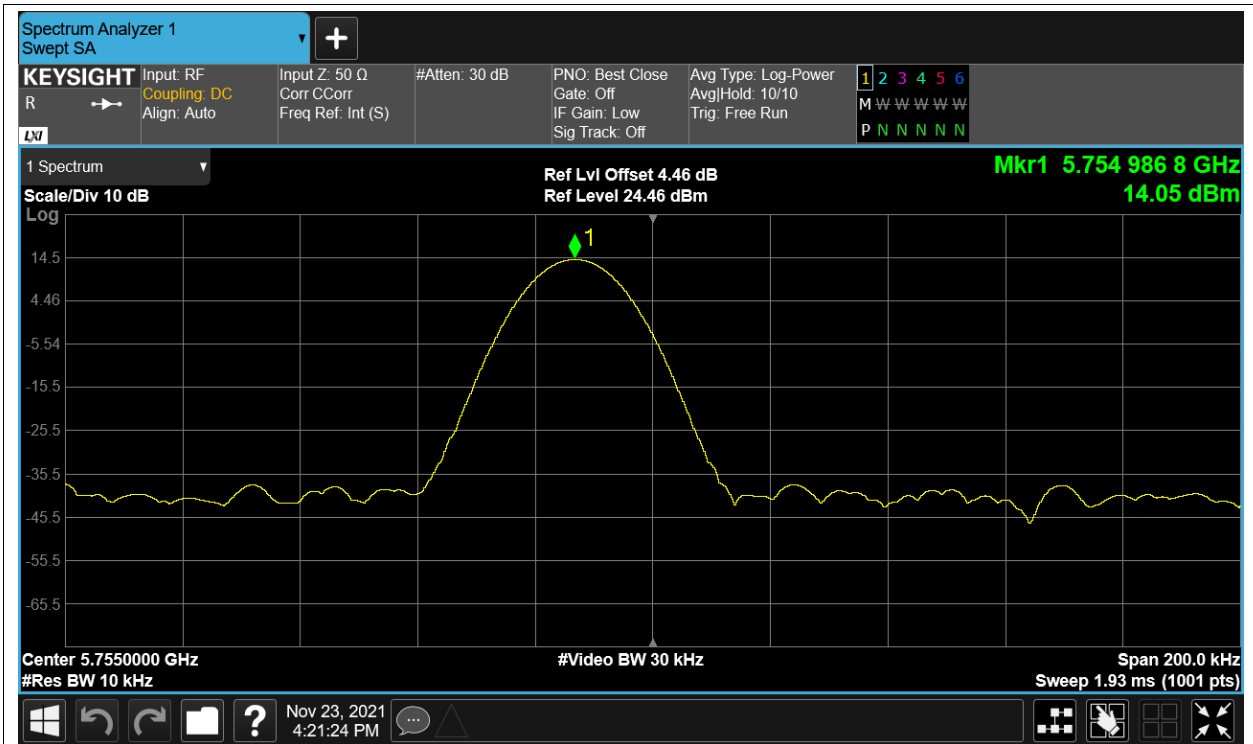 Spectrum Analyzer 1
Swept SA
KEYSIGHT
R
LXI
Input: RF
Coupling: DC
Align: Auto
Input Z: 50 Ω
Corr CCorr
Freq Ref: Int (S)
#Atten: 30 dB
PNO: Best Close
Gate: Off
IF Gain: Low
Sig Track: Off
Avg Type: Log-Power
Avg|Hold: 10/10
Trig: Free Run
1 2 3 4 5 6
M W W W W W W
P N N N N N N
1 Spectrum
Scale/Div 10 dB
Log
Ref Lvl Offset 4.46 dB
Ref Level 24.46 dBm
Mkr1 5.754 986 8 GHz
14.05 dBm
1
14.5
4.46
-5.54
-15.5
-25.5
-35.5
-45.5
-55.5
-65.5
Center 5.7550000 GHz
#Res BW 10 kHz
#Video BW 30 kHz
Span 200.0 kHz
Sweep 1.93 ms (1001 pts)
?
Nov 23, 2021
4:21:24 PM